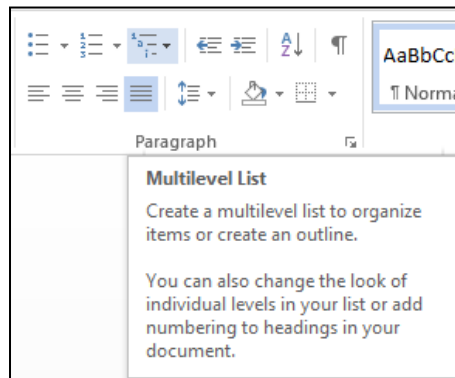 AaBbCc
¶ Norma
Paragraph
Multilevel List
Create a multilevel list to organize
items or create an outline.
You can also change the look of
individual levels in your list or add
numbering to headings in your
document.